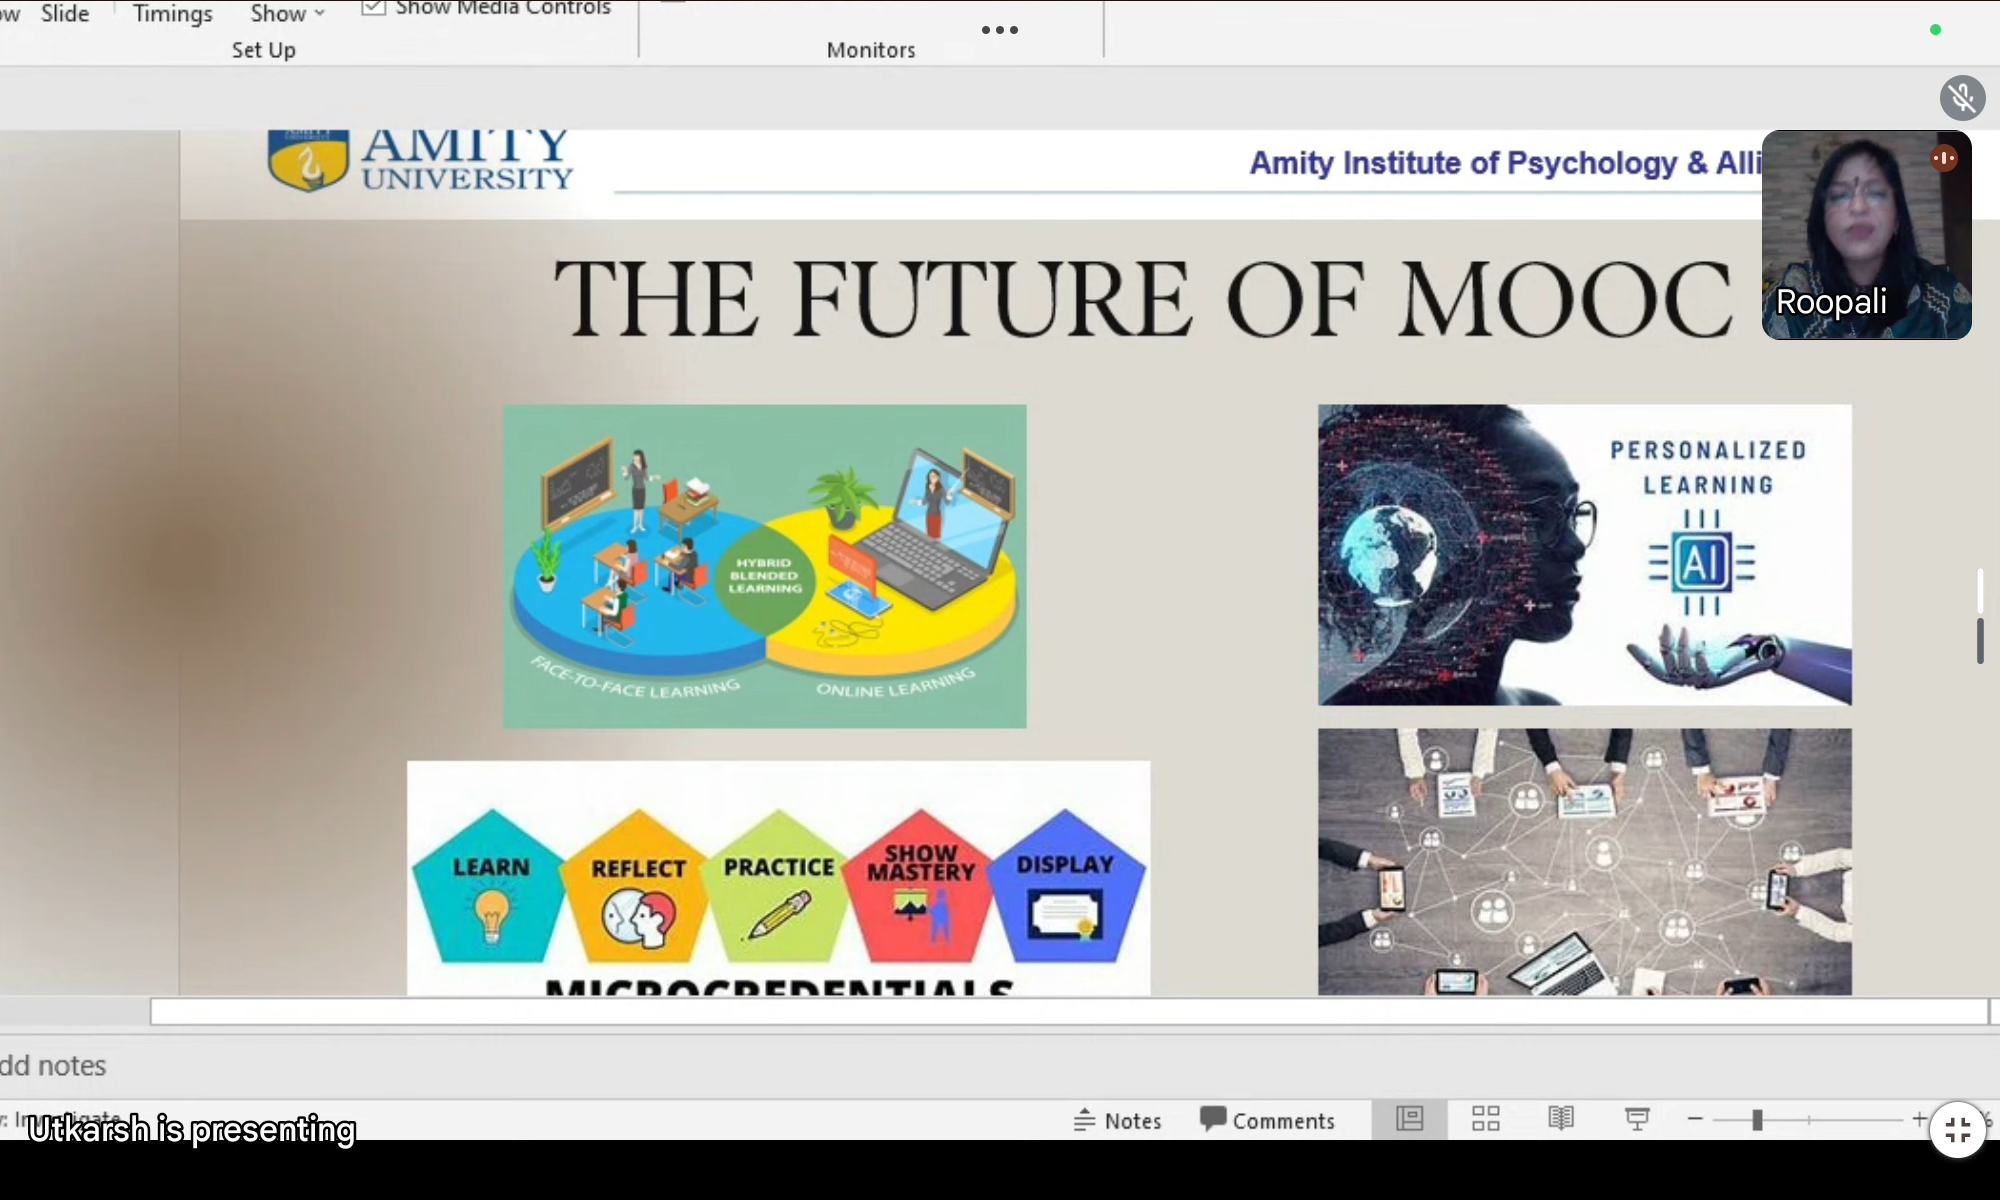 Slide
Timings
Show
Show Media Controls
Set Up
Monitors
AMITY
UNIVERSITY
Amity Institute of Psychology & Alli
THE FUTURE OF MOOC
Roopali
HYBRID
BLENDED
LEARNING
FACE-TO-FACE LEARNING
ONLINE LEARNING
PERSONALIZED
LEARNING
AI
LEARN
REFLECT
PRACTICE
SHOW
MASTERY
DISPLAY
MICROCREDENTIALS
dd notes
Utkarsh is presenting
Notes
Comments